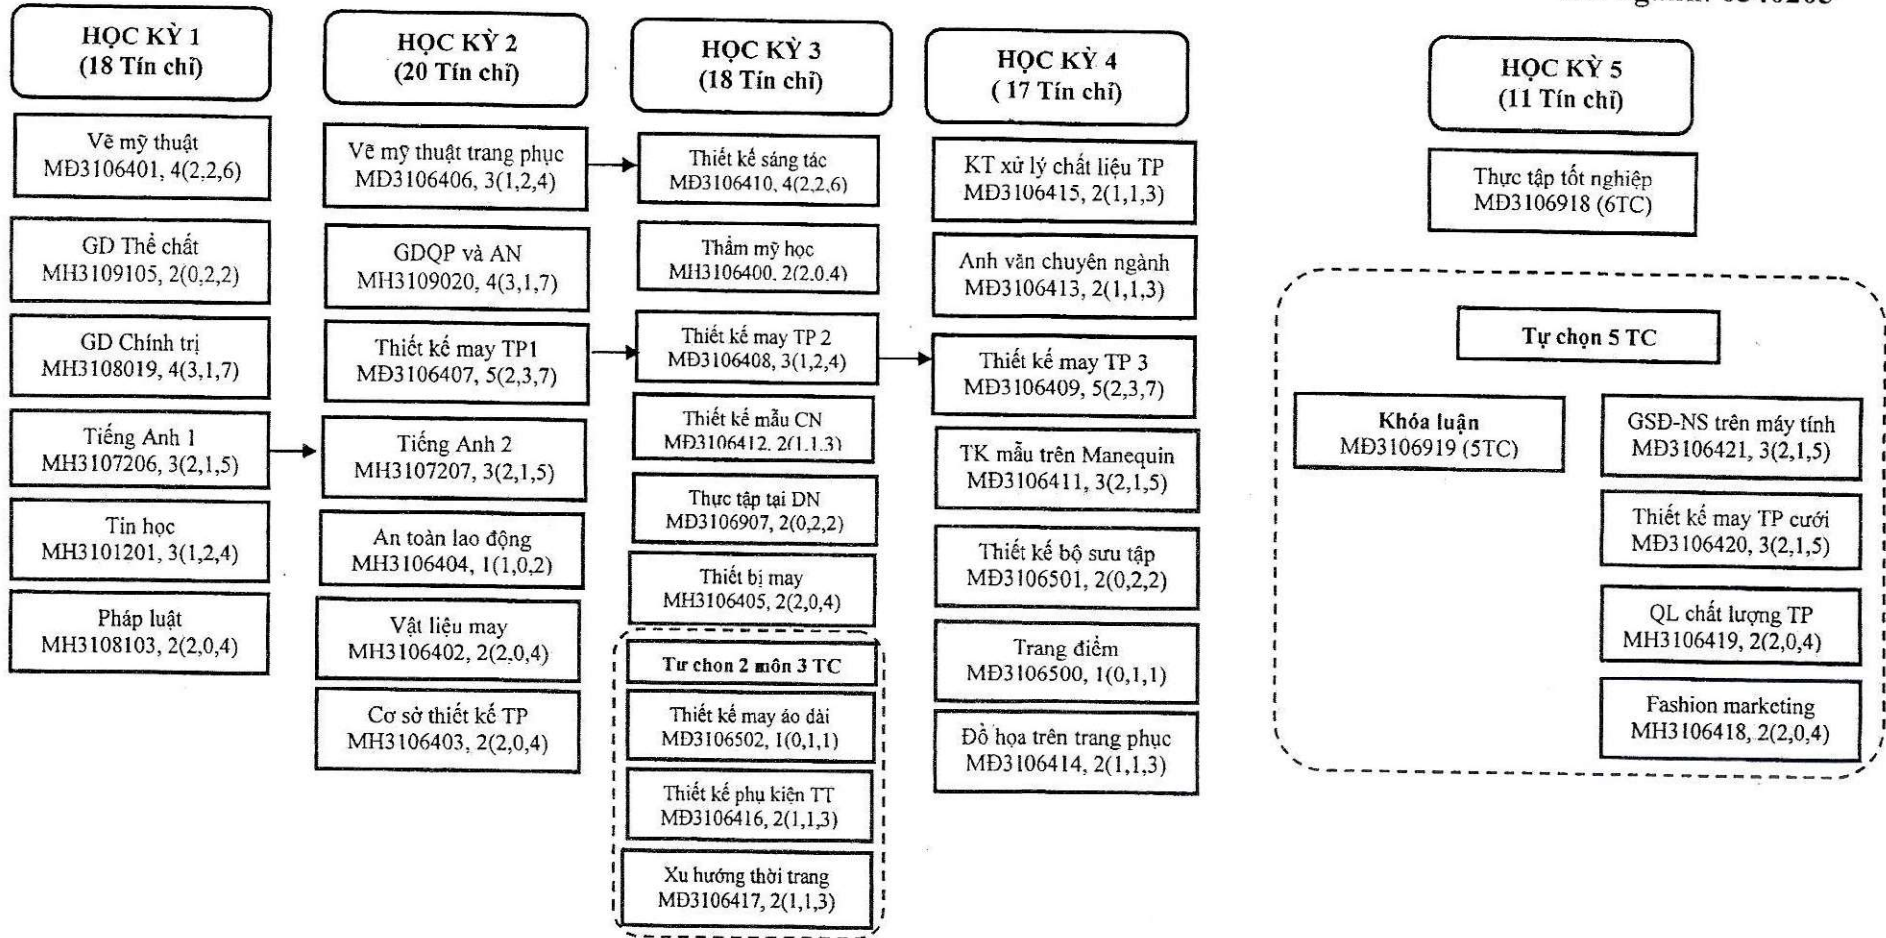 HỌC KỲ 1
(18 Tín chỉ)
Vẽ mỹ thuật
MĐ3106401, 4(2,2,6)
GD Thể chất
MH3109105, 2(0,2,2)
GD Chính trị
MH3108019, 4(3,1,7)
Tiếng Anh 1
MH3107206, 3(2,1,5)
Tin học
MH3101201, 3(1,2,4)
Pháp luật
MH3108103, 2(2,0,4)
HỌC KỲ 2
(20 Tín chỉ)
Vẽ mỹ thuật trang phục
MĐ3106406, 3(1,2,4)
GDQP và AN
MH3109020, 4(3,1,7)
Thiết kế may TP1
MĐ3106407, 5(2,3,7)
Tiếng Anh 2
MH3107207, 3(2,1,5)
An toàn lao động
MH3106404, 1(1,0,2)
Vật liệu may
MH3106402, 2(2,0,4)
Cơ sở thiết kế TP
MH3106403, 2(2,0,4)
HỌC KỲ 3
(18 Tín chỉ)
Thiết kế sáng tác
MĐ3106410, 4(2,2,6)
Thẩm mỹ học
MH3106400, 2(2,0,4)
Thiết kế may TP 2
MĐ3106408, 3(1,2,4)
Thiết kế mẫu CN
MĐ3106412, 2(1,1,3)
Thực tập tại DN
MĐ3106907, 2(0,2,2)
Thiết bị may
MH3106405, 2(2,0,4)
Tự chọn 2 môn 3 TC
Thiết kế may áo dài
MĐ3106502, 1(0,1,1)
Thiết kế phụ kiện TT
MĐ3106416, 2(1,1,3)
Xu hướng thời trang
MĐ3106417, 2(1,1,3)
HỌC KỲ 4
( 17 Tín chỉ)
KT xử lý chất liệu TP
MĐ3106415, 2(1,1,3)
Anh văn chuyên ngành
MĐ3106413, 2(1,1,3)
Thiết kế may TP 3
MĐ3106409, 5(2,3,7)
TK mẫu trên Manequin
MĐ3106411, 3(2,1,5)
Thiết kế bộ sưu tập
MĐ3106501, 2(0,2,2)
Trang điểm
MĐ3106500, 1(0,1,1)
Đồ họa trên trang phục
MĐ3106414, 2(1,1,3)
HỌC KỲ 5
(11 Tín chỉ)
Thực tập tốt nghiệp
MĐ3106918 (6TC)
Tự chọn 5 TC
Khóa luận
MĐ3106919 (5TC)
GSĐ-NS trên máy tính
MĐ3106421, 3(2,1,5)
Thiết kế may TP cưới
MĐ3106420, 3(2,1,5)
QL chất lượng TP
MH3106419, 2(2,0,4)
Fashion marketing
MH3106418, 2(2,0,4)